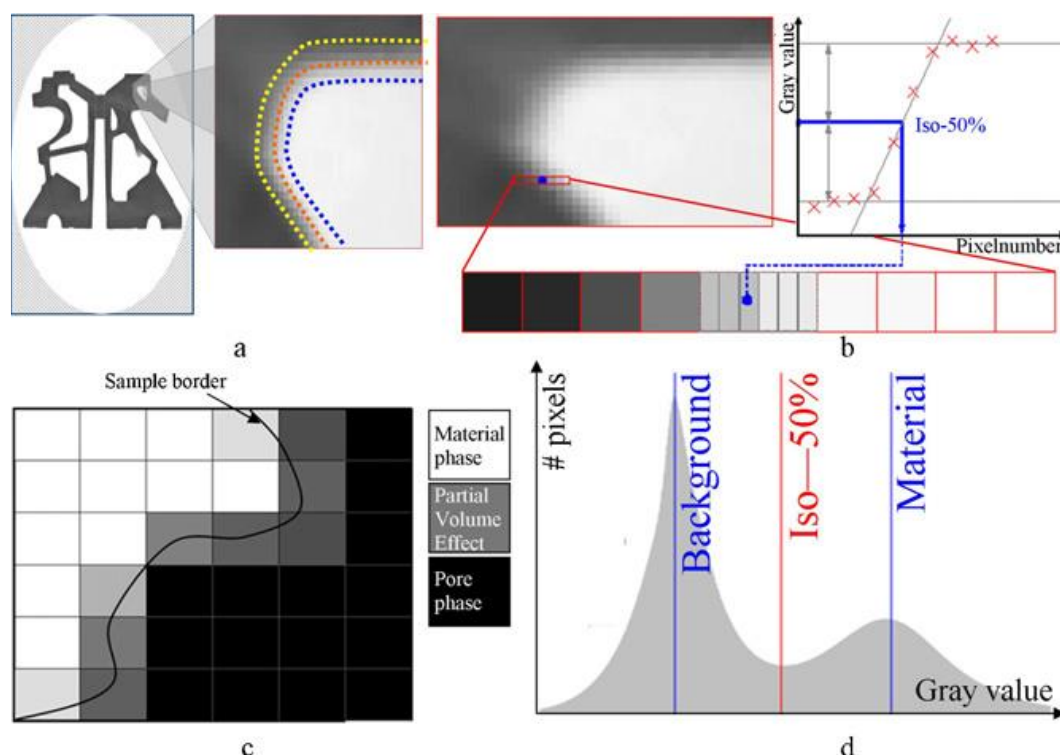 Gray value
Iso-50%
Pixelnumber
a
b
Sample border
Material
phase
Partial
Volume
Effect
Pore
phase
c
# pixels
Background
Iso—50%
Material
Gray value
d